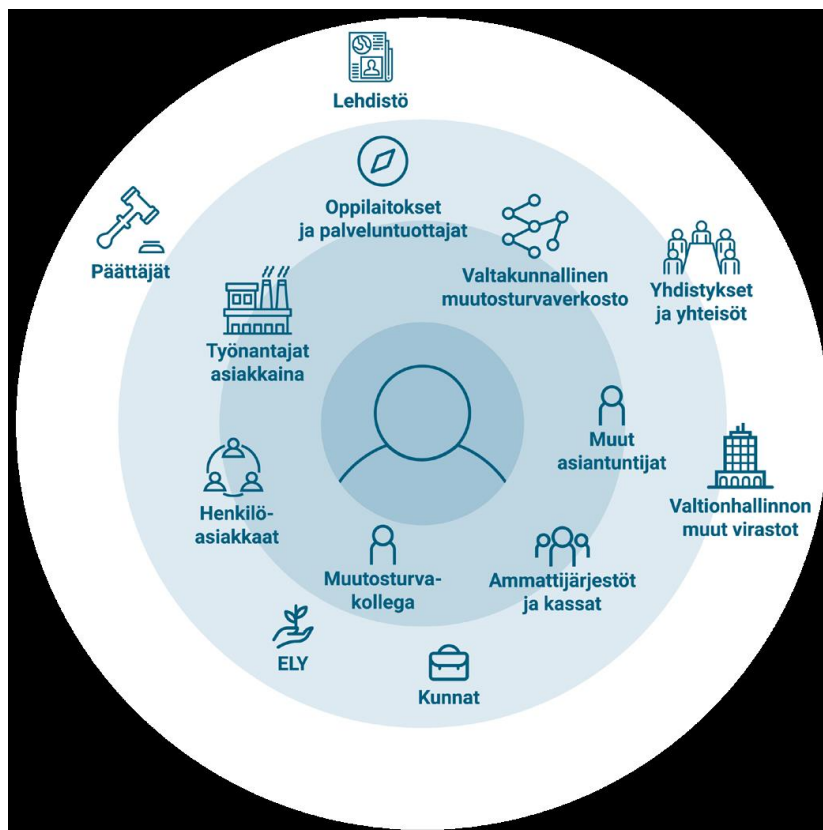 Lehdistö
Oppilaitokset
ja palveluntuottajat
Päättäjät
Valtakunnallinen
muutosturvaverkosto
Yhdistykset
ja yhteisöt
Työnantajat
asiakkaina
Muut
asiantuntijat
Valtionhallinnon
muut virastot
Henkilö-
asiakkaat
Muutosturva-
kollega
Ammattijärjestöt
ja kassat
ELY
Kunnat